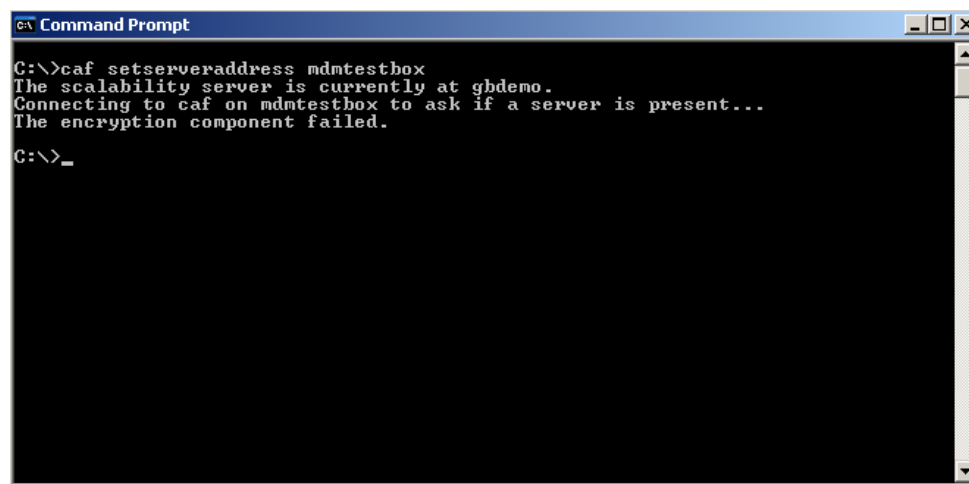 Command Prompt
C:\>caf setserveraddress mdmtestbox
The scalability server is currently at gbdemo.
Connecting to caf on mdmtestbox to ask if a server is present...
The encryption component failed.
C:\>_